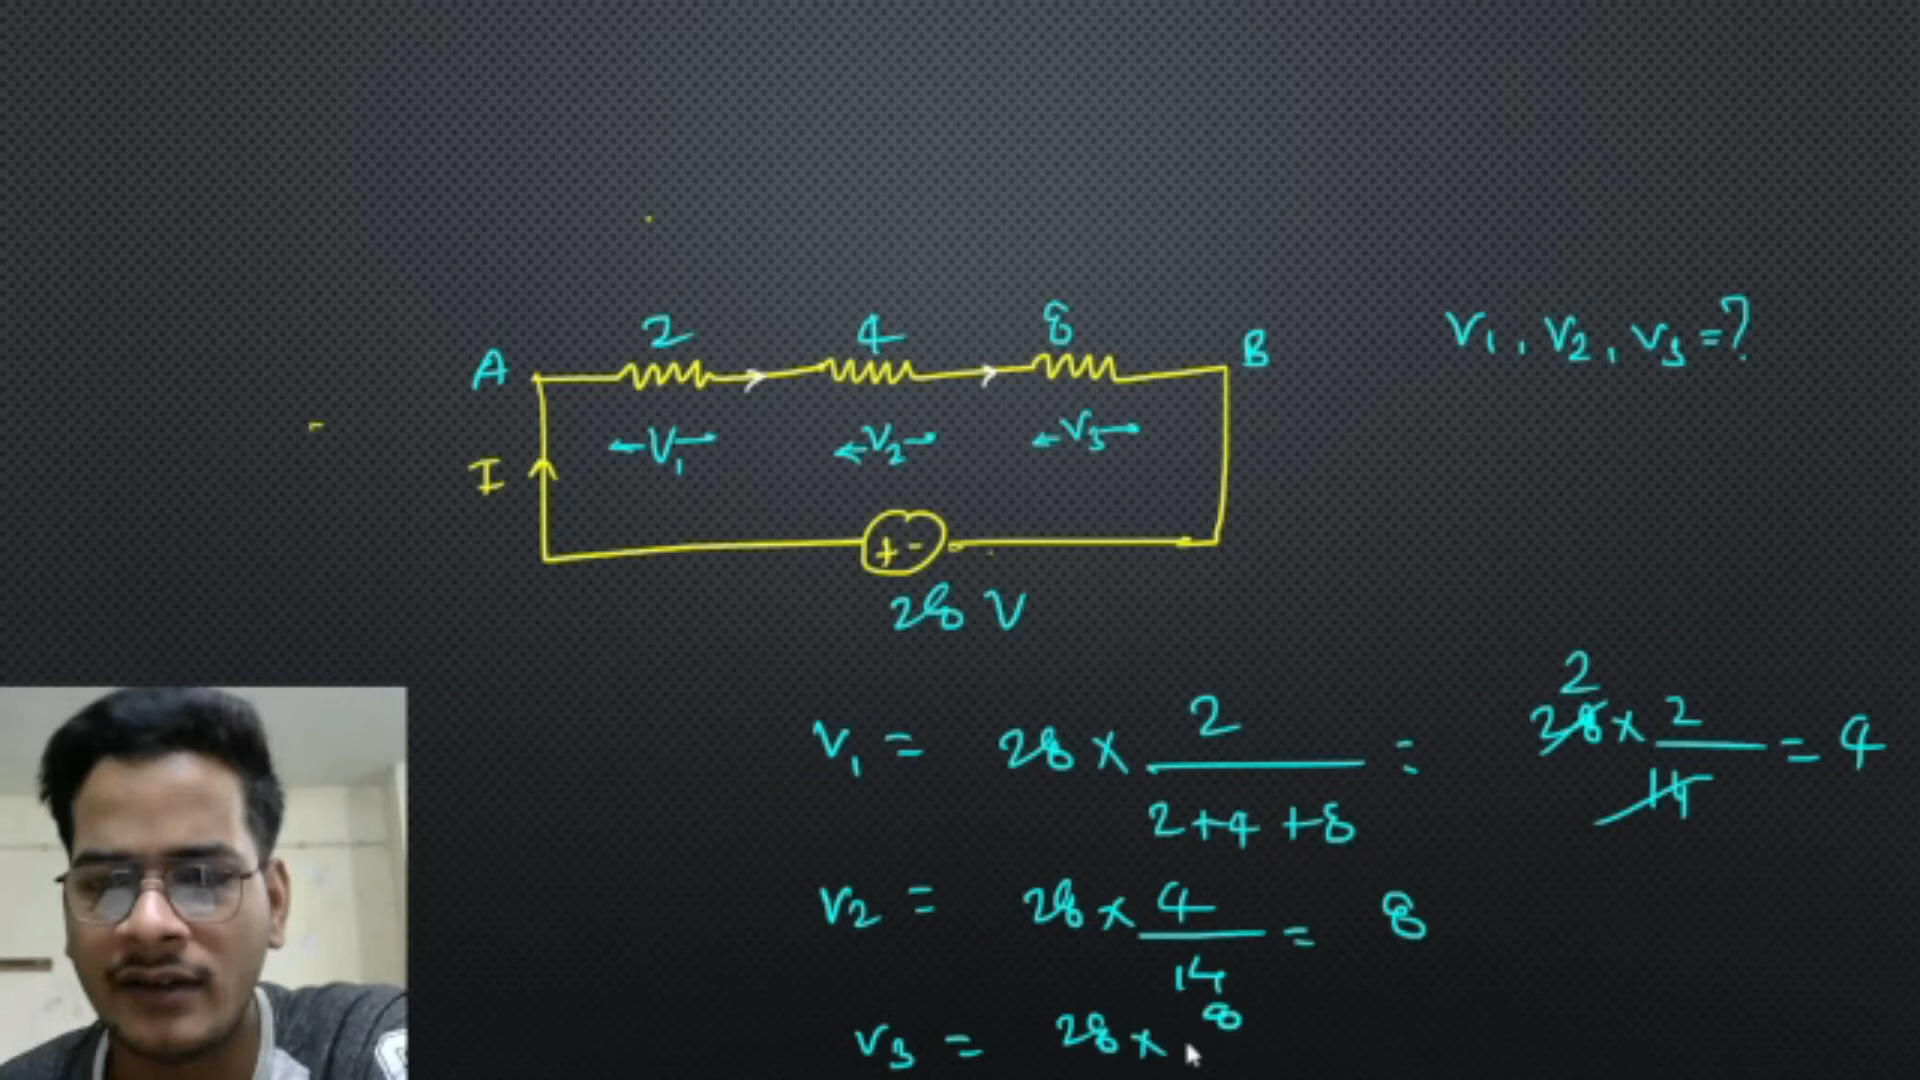 2 4 8
A B
V1, V2, V3 = ?
V1 V2 V3
I
+ -
28 V
V1 = 28 × 2 / 2+4+8 = 2 28 × 2 / 14 = 4
V2 = 28 × 4 / 14 = 8
V3 = 28 × 8